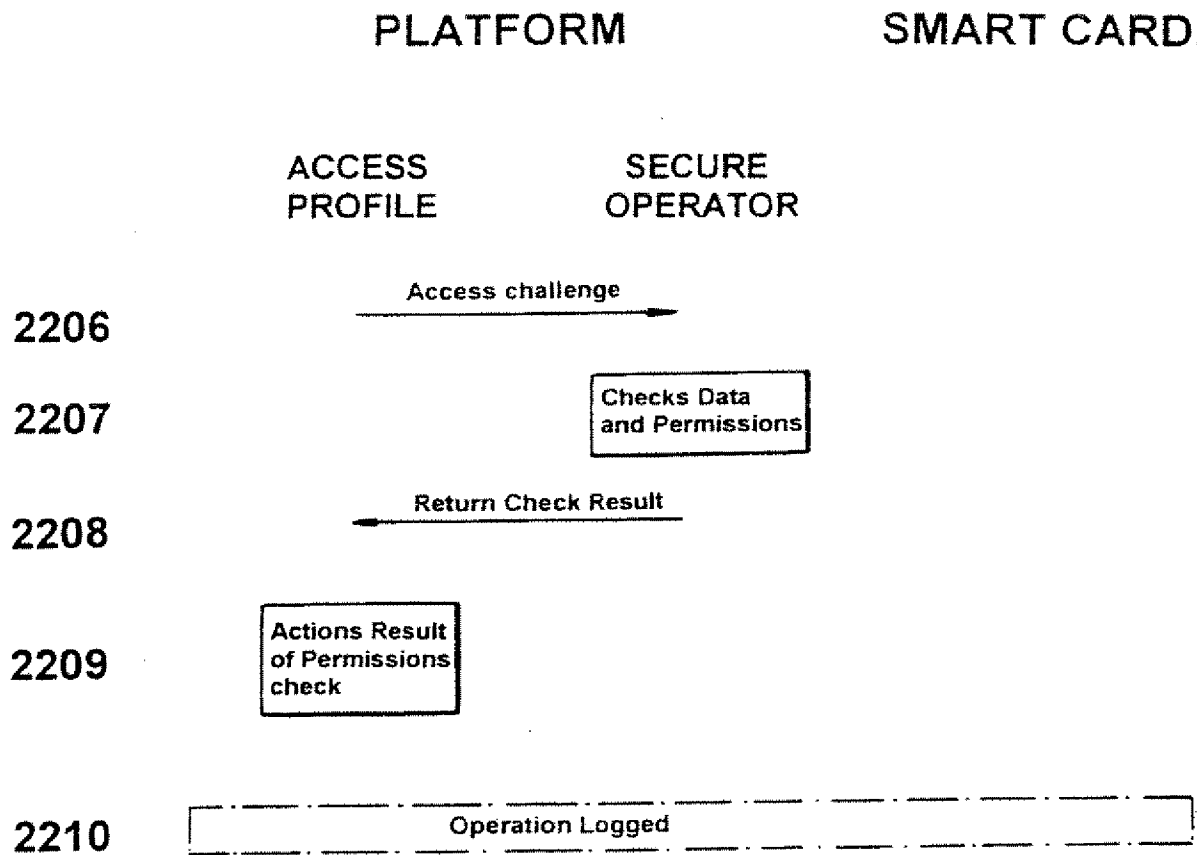 PLATFORM SMART CARD
ACCESS PROFILE
SECURE OPERATOR
2206 Access challenge
2207 Checks Data and Permissions
2208 Return Check Result
2209 Actions Result of Permissions check
2210 Operation Logged